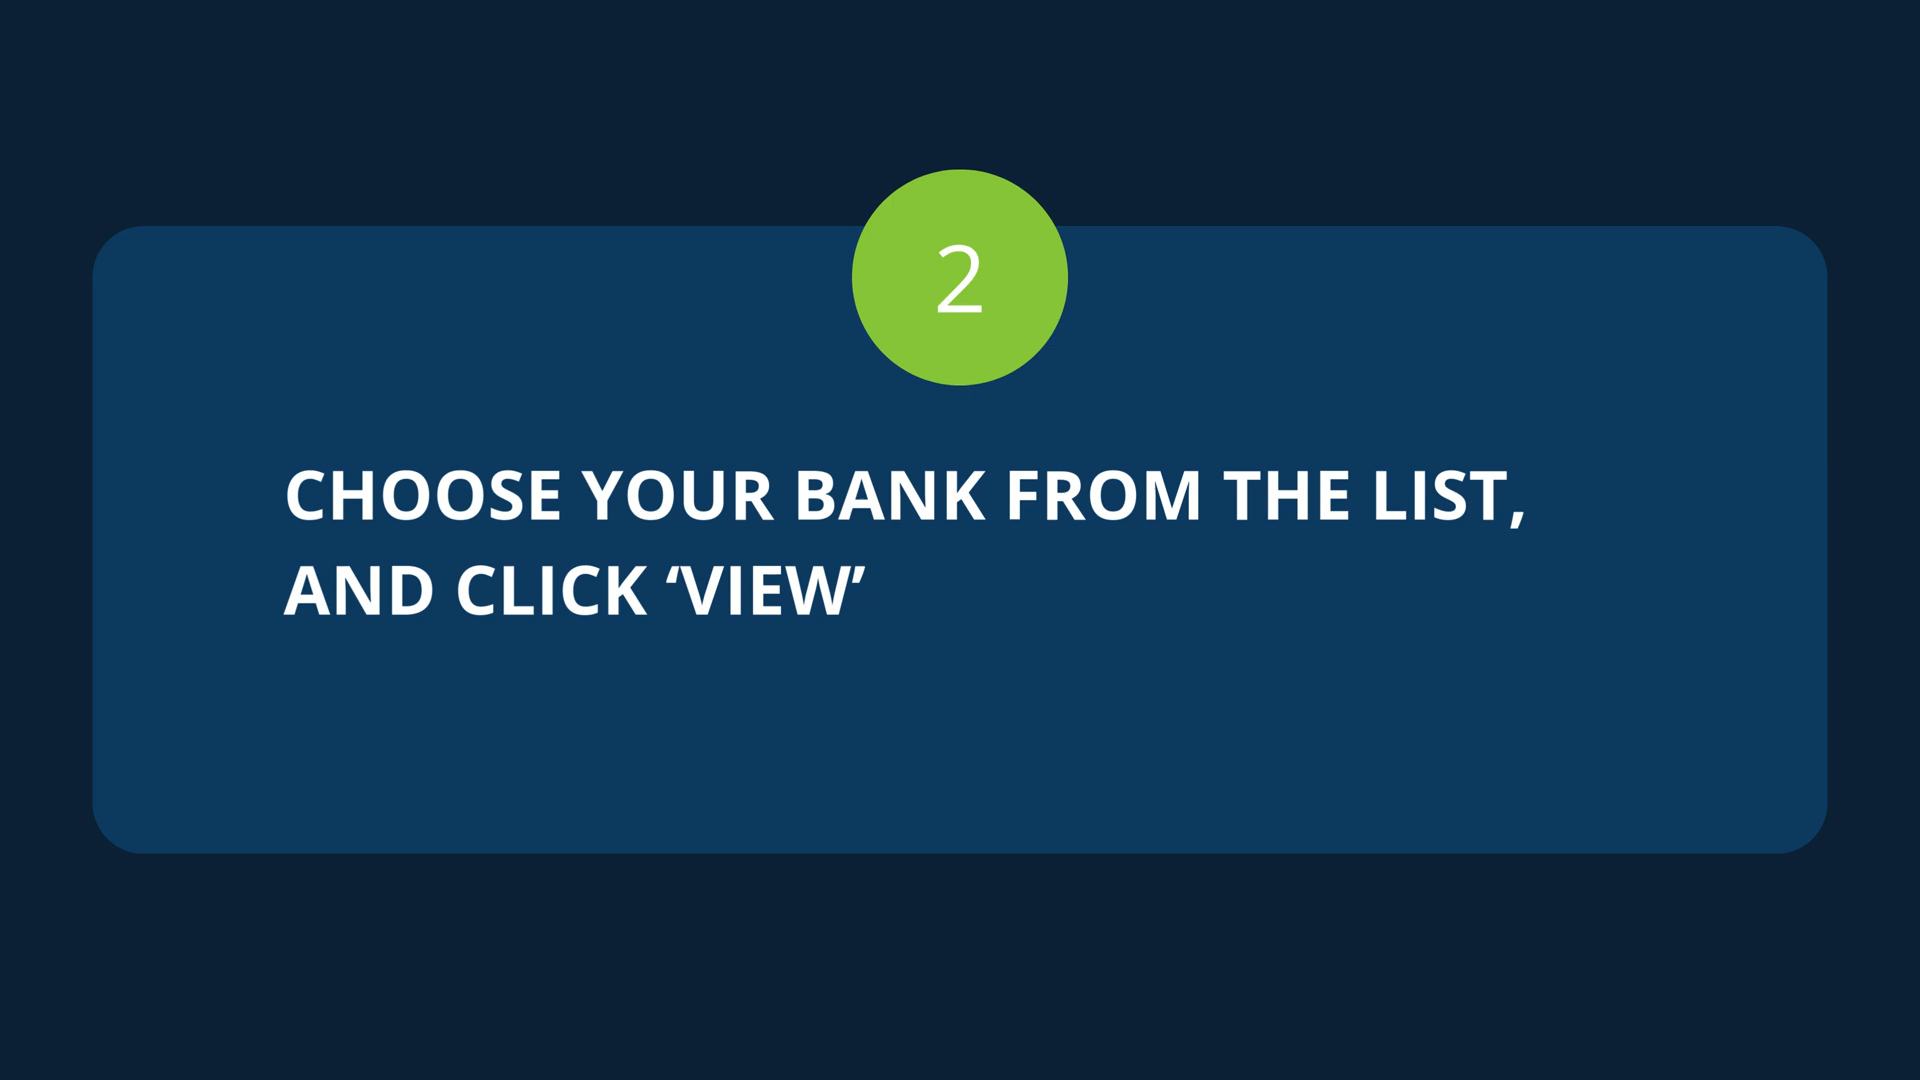 2
CHOOSE YOUR BANK FROM THE LIST,
AND CLICK ‘VIEW’